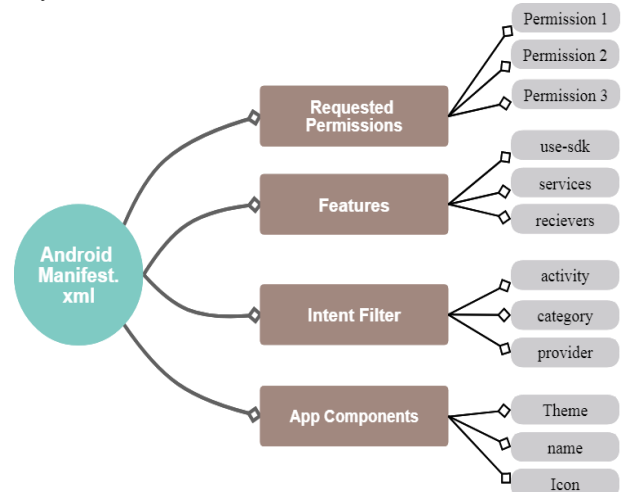 Android
Manifest.
xml
Requested
Permissions
Permission 1
Permission 2
Permission 3
Features
use-sdk
services
recievers
Intent Filter
activity
category
provider
App Components
Theme
name
Icon